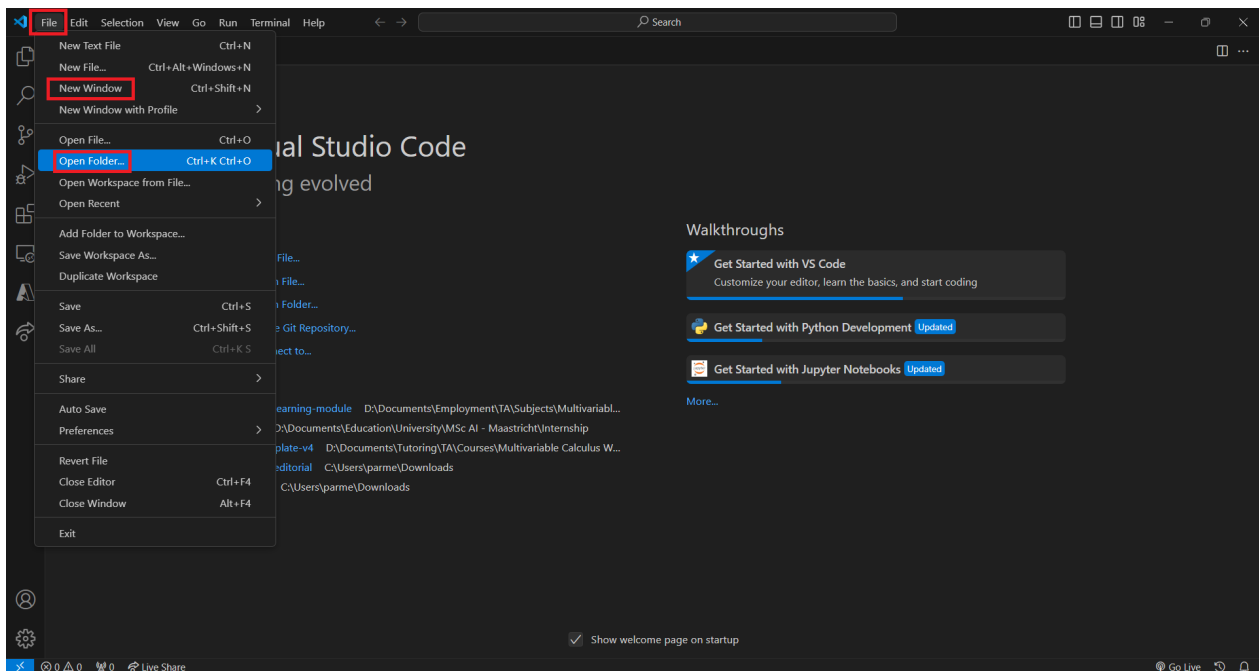 File Edit Selection View Go Run Terminal Help Search
New Text File Ctrl+N
New File... Ctrl+Alt+Windows+N
New Window Ctrl+Shift+N
New Window with Profile
Open File... Ctrl+O
Open Folder... Ctrl+K Ctrl+O
Open Workspace from File...
Open Recent
Add Folder to Workspace...
Save Workspace As...
Duplicate Workspace
Save Ctrl+S
Save As... Ctrl+Shift+S
Save All Ctrl+K S
Share
Auto Save
Preferences
Revert File
Close Editor Ctrl+F4
Close Window Alt+F4
Exit
ual Studio Code
ng evolved
File...
File...
Folder...
e Git Repository...
ect to...
earning-module D:\Documents\Employment\TA\Subjects\Multivariabl...
D:\Documents\Education\University\MSc AI - Maastricht\Internship
plate-v4 D:\Documents\Tutoring\TA\Courses\Multivariable Calculus W...
editorial C:\Users\parme\Downloads
C:\Users\parme\Downloads
Walkthroughs
Get Started with VS Code
Customize your editor, learn the basics, and start coding
Get Started with Python Development Updated
Get Started with Jupyter Notebooks Updated
More...
Show welcome page on startup
0 0 0 Live Share Go Live